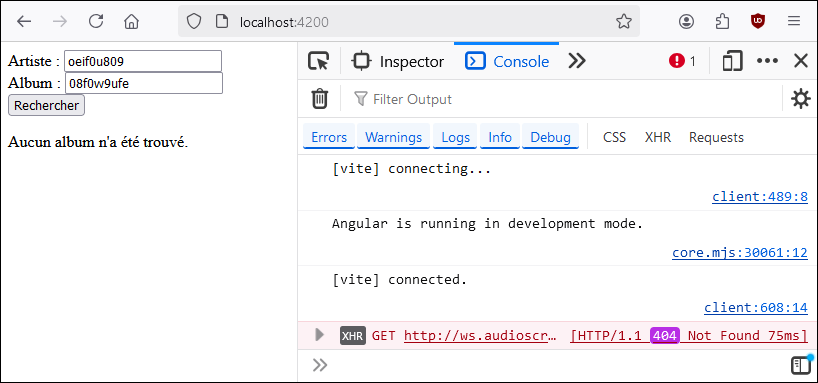 localhost:4200
Artiste : oeif0u809
Album : 08f0w9ufe
Rechercher
Aucun album n'a été trouvé.
Inspector Console 1
Filter Output
Errors Warnings Logs Info Debug CSS XHR Requests
[vite] connecting...
client:489:8
Angular is running in development mode.
core.mjs:30061:12
[vite] connected.
client:608:14
XHR GET http://ws.audioscr… [HTTP/1.1 404 Not Found 75ms]